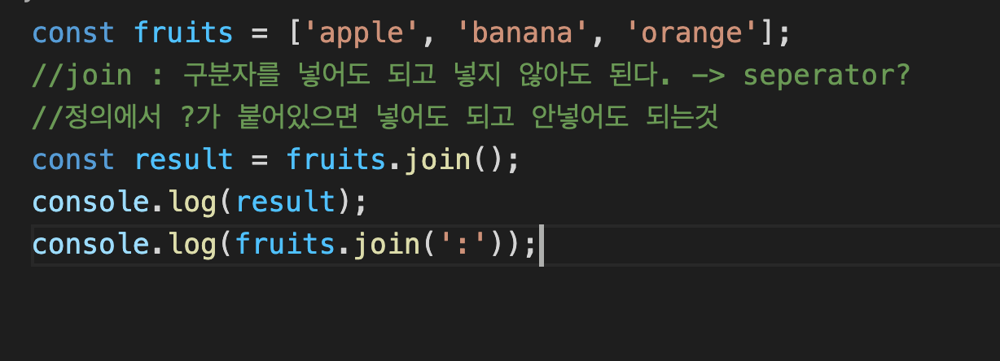 const fruits = ['apple', 'banana', 'orange'];
//join : 구분자를 넣어도 되고 넣지 않아도 된다. -> seperator?
//정의에서 ?가 붙어있으면 넣어도 되고 안넣어도 되는것
const result = fruits.join();
console.log(result);
console.log(fruits.join(':'));